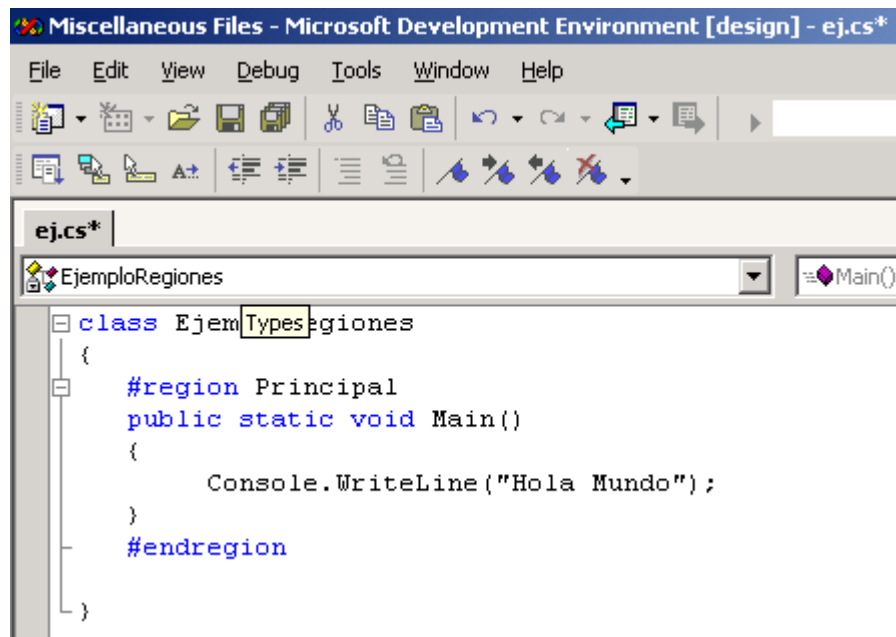 Miscellaneous Files - Microsoft Development Environment [design] - ej.cs*
File Edit View Debug Tools Window Help
ej.cs*
EjemploRegiones Main()
class Ejem Types egiones
{
#region Principal
public static void Main()
{
Console.WriteLine("Hola Mundo");
}
#endregion
}